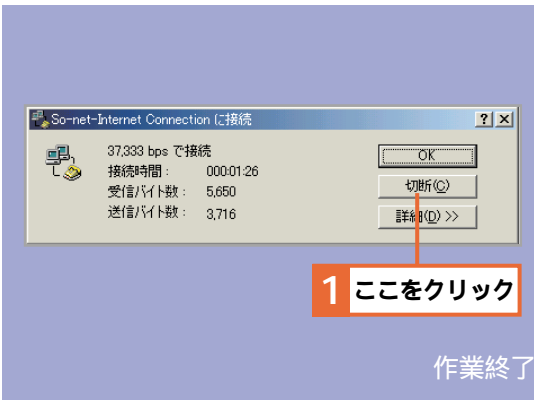 So-net-Internet Connection に接続
37,333 bps で接続
接続時間: 000:01:26
受信バイト数: 5,650
送信バイト数: 3,716
OK
切断(C)
詳細(D) >>
1 ここをクリック
作業終了